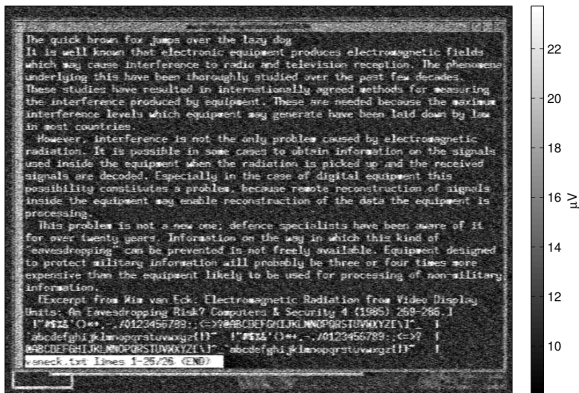 The quick brown fox jumps over the lazy dog
It is well known that electronic equipment produces electromagnetic fields
which may cause interference to radio and television reception. The phenomena
underlying this have been thoroughly studied over the past few decades.
These studies have resulted in internationally agreed methods for measuring
the interference produced by equipment. These are needed because the maximum
interference levels which equipment may generate have been laid down by law
in most countries.
However, interference is not the only problem caused by electromagnetic
radiation. It is possible in some cases to obtain information on the signals
used inside the equipment when the radiation is picked up and the received
signals are decoded. Especially in the case of digital equipment this
possibility constitutes a problem, because remote reconstruction of signals
inside the equipment may enable reconstruction of the data the equipment is
processing.
This problem is not a new one; defence specialists have been aware of it
for over twenty years. Information on the way in which this kind of
"eavesdropping" can be prevented is not freely available. Equipment designed
to protect military information will probably be three or four times more
expensive than the equipment likely to be used for processing of non-military
information.
[Excerpt from Wim van Eck: Electromagnetic Radiation from Video Display
Units: An Eavesdropping Risk? Computers & Security 4 (1985) 269-286.]
!"#$%&'()*+,-./0123456789:;<=>?@ABCDEFGHIJKLMNOPQRSTUVWXYZ[\]^_
`abcdefghijklmnopqrstuvwxyz{|}~ !"#$%&'()*+,-./0123456789:;<=>?
@ABCDEFGHIJKLMNOPQRSTUVWXYZ[\]^_`abcdefghijklmnopqrstuvwxyz{|}~
vaneck.txt lines 1-26/26 (END)
22
20
18
16
14
12
10
µV